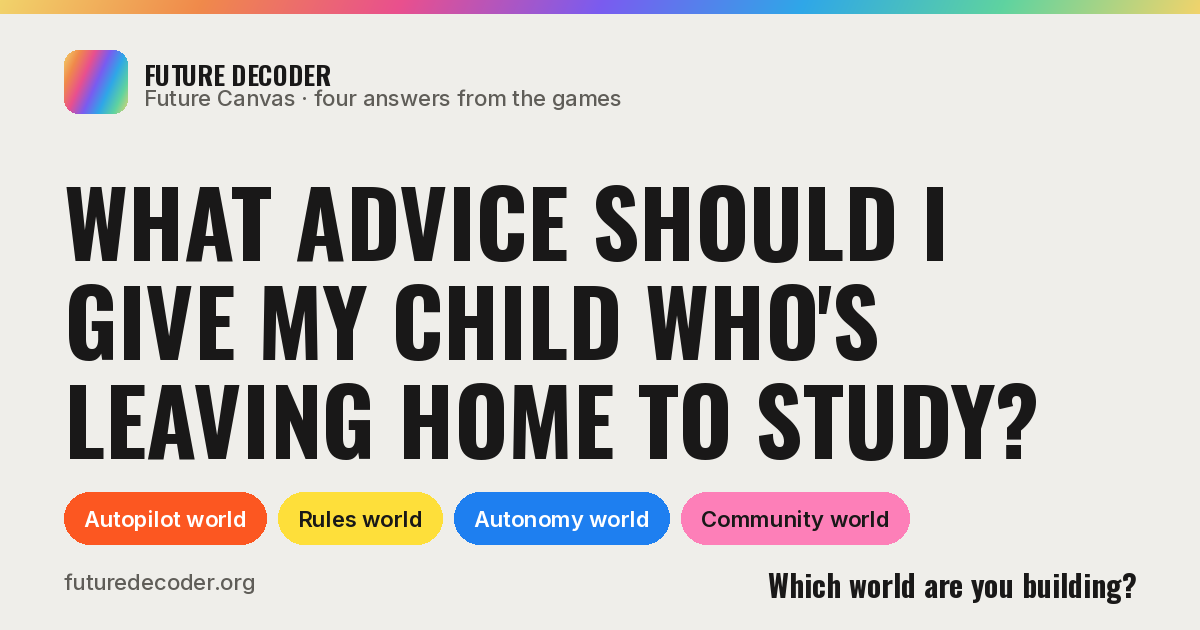 FUTURE DECODER
Future Canvas · four answers from the games
WHAT ADVICE SHOULD I
GIVE MY CHILD WHO'S
LEAVING HOME TO STUDY?
Autopilot world Rules world Autonomy world Community world
futuredecoder.org
Which world are you building?